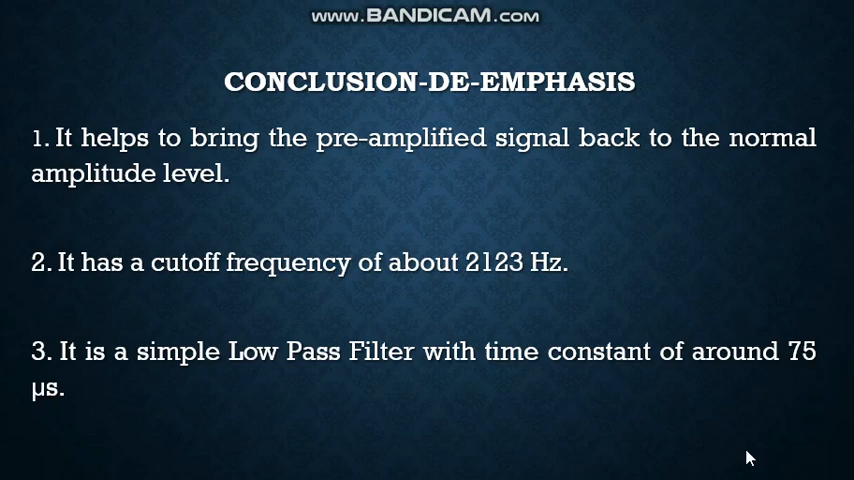 www.BANDICAM.com
CONCLUSION-DE-EMPHASIS
1. It helps to bring the pre-amplified signal back to the normal
amplitude level.
2. It has a cutoff frequency of about 2123 Hz.
3. It is a simple Low Pass Filter with time constant of around 75
µs.